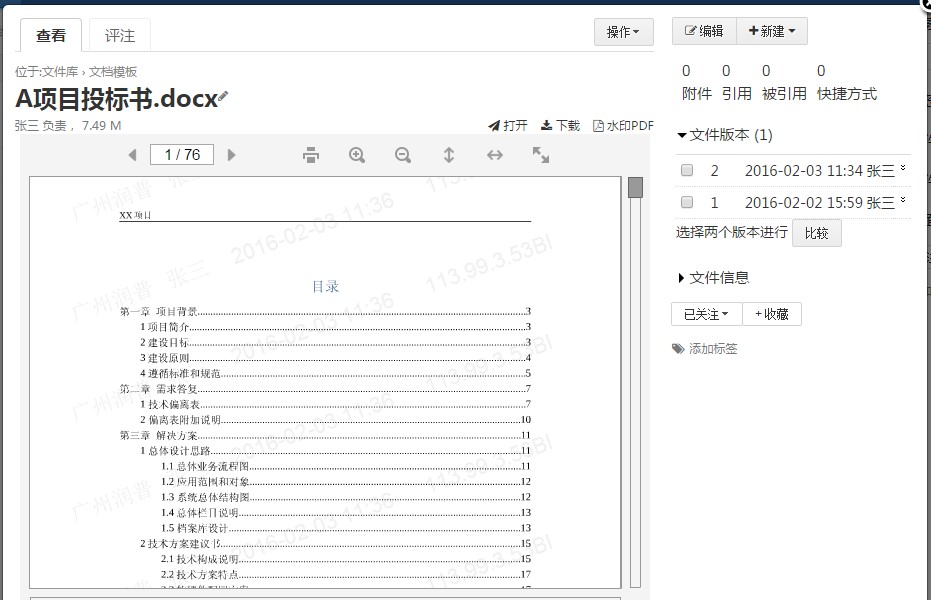 查看 评注
操作
位于:文件库 › 文档模板
A项目投标书.docx
张三 负责 , 7.49 M
打开 下载 水印PDF
1 / 76
XX项目
目录
第一章 项目背景 3
1 项目简介 3
2 建设目标 3
3 建设原则 4
4 遵循标准和规范 5
第二章 需求答复 7
1 技术偏离表 7
2 偏离表附加说明 10
第三章 解决方案 11
1 总体设计思路 11
1.1 总体业务流程图 11
1.2 应用范围和对象 12
1.3 系统总体结构图 12
1.4 总体栏目说明 13
1.5 档案库设计 13
2 技术方案建议书 15
2.1 技术构成说明 15
2.2 技术方案特点 17
广州润普 张三 2016-02-03 11:36 113.99.3.53BI
编辑 新建
0 0 0 0
附件 引用 被引用 快捷方式
文件版本 (1)
2 2016-02-03 11:34 张三
1 2016-02-02 15:59 张三
选择两个版本进行 比较
文件信息
已关注 +收藏
添加标签